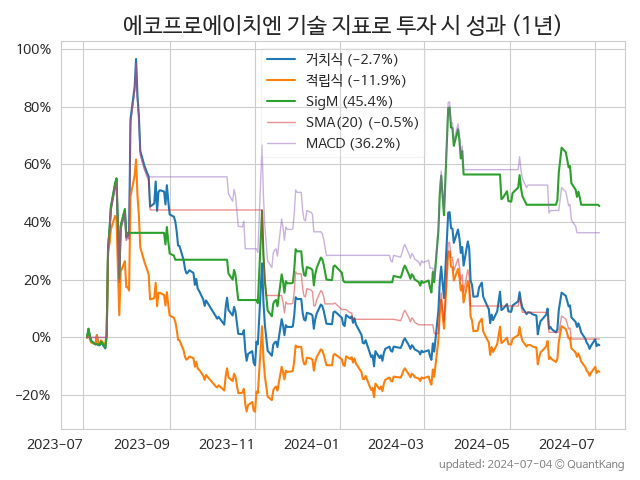 에코프로에이치엔 기술 지표로 투자 시 성과 (1년)
거치식 (−2.7%)
적립식 (−11.9%)
SigM (45.4%)
SMA(20) (−0.5%)
MACD (36.2%)
100%
80%
60%
40%
20%
0%
−20%
2023-07 2023-09 2023-11 2024-01 2024-03 2024-05 2024-07
updated: 2024-07-04 © QuantKang